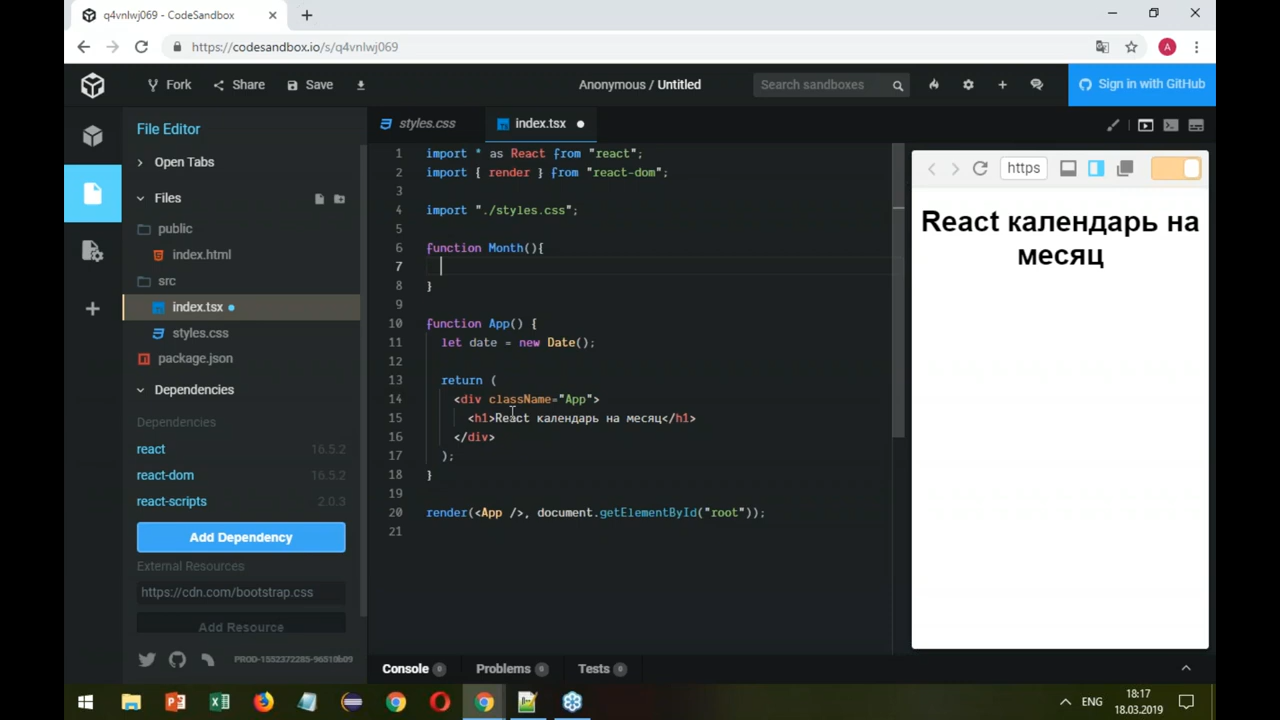 q4vnlwj069 - CodeSandbox
https://codesandbox.io/s/q4vnlwj069
A
Fork
Share
Save
Anonymous / Untitled
Search sandboxes
Sign in with GitHub
File Editor
Open Tabs
Files
public
index.html
src
index.tsx
styles.css
package.json
Dependencies
Dependencies
react 16.5.2
react-dom 16.5.2
react-scripts 2.0.3
Add Dependency
External Resources
https://cdn.com/bootstrap.css
Add Resource
PROD-1552372285-96510b09
styles.css
index.tsx
1 import * as React from "react";
2 import { render } from "react-dom";
3
4 import "./styles.css";
5
6 function Month(){
7
8 }
9
10 function App() {
11 let date = new Date();
12
13 return (
14 <div className="App">
15 <h1>React календарь на месяц</h1>
16 </div>
17 );
18 }
19
20 render(<App />, document.getElementById("root"));
21
https
React календарь на
месяц
Console 0
Problems 0
Tests 0
ENG
18:17
18.03.2019